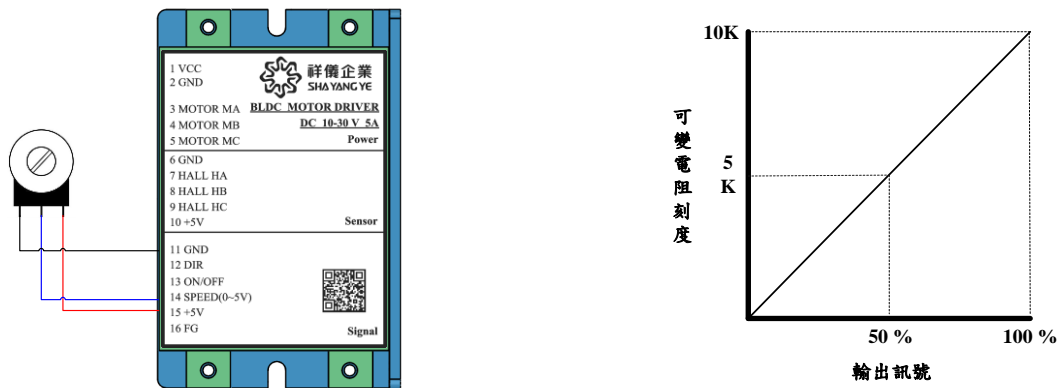 1 VCC
2 GND
祥儀企業
SHAYANG YE
3 MOTOR MA
4 MOTOR MB
5 MOTOR MC
BLDC MOTOR DRIVER
DC 10-30 V 5A
Power
6 GND
7 HALL HA
8 HALL HB
9 HALL HC
10 +5V
Sensor
11 GND
12 DIR
13 ON/OFF
14 SPEED(0~5V)
15 +5V
16 FG
Signal
10K
可變電阻刻度
5
K
50 %
100 %
輸出訊號